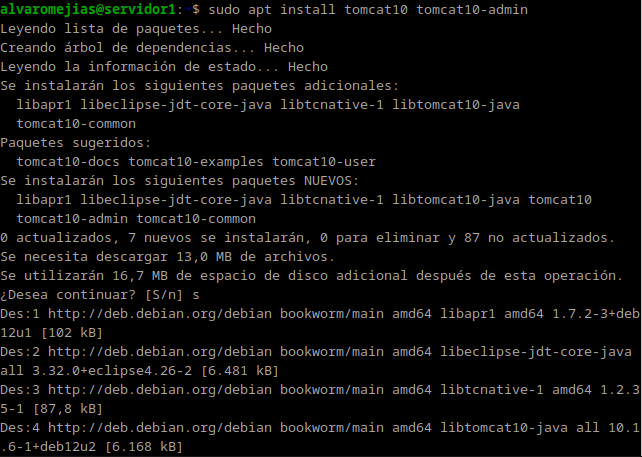 alvaromejias@servidor1:~$ sudo apt install tomcat10 tomcat10-admin
Leyendo lista de paquetes... Hecho
Creando árbol de dependencias... Hecho
Leyendo la información de estado... Hecho
Se instalarán los siguientes paquetes adicionales:
  libapr1 libeclipse-jdt-core-java libtcnative-1 libtomcat10-java
  tomcat10-common
Paquetes sugeridos:
  tomcat10-docs tomcat10-examples tomcat10-user
Se instalarán los siguientes paquetes NUEVOS:
  libapr1 libeclipse-jdt-core-java libtcnative-1 libtomcat10-java tomcat10
  tomcat10-admin tomcat10-common
0 actualizados, 7 nuevos se instalarán, 0 para eliminar y 87 no actualizados.
Se necesita descargar 13,0 MB de archivos.
Se utilizarán 16,7 MB de espacio de disco adicional después de esta operación.
¿Desea continuar? [S/n] s
Des:1 http://deb.debian.org/debian bookworm/main amd64 libapr1 amd64 1.7.2-3+deb
12u1 [102 kB]
Des:2 http://deb.debian.org/debian bookworm/main amd64 libeclipse-jdt-core-java
all 3.32.0+eclipse4.26-2 [6.481 kB]
Des:3 http://deb.debian.org/debian bookworm/main amd64 libtcnative-1 amd64 1.2.3
5-1 [87,8 kB]
Des:4 http://deb.debian.org/debian bookworm/main amd64 libtomcat10-java all 10.1
.6-1+deb12u2 [6.168 kB]